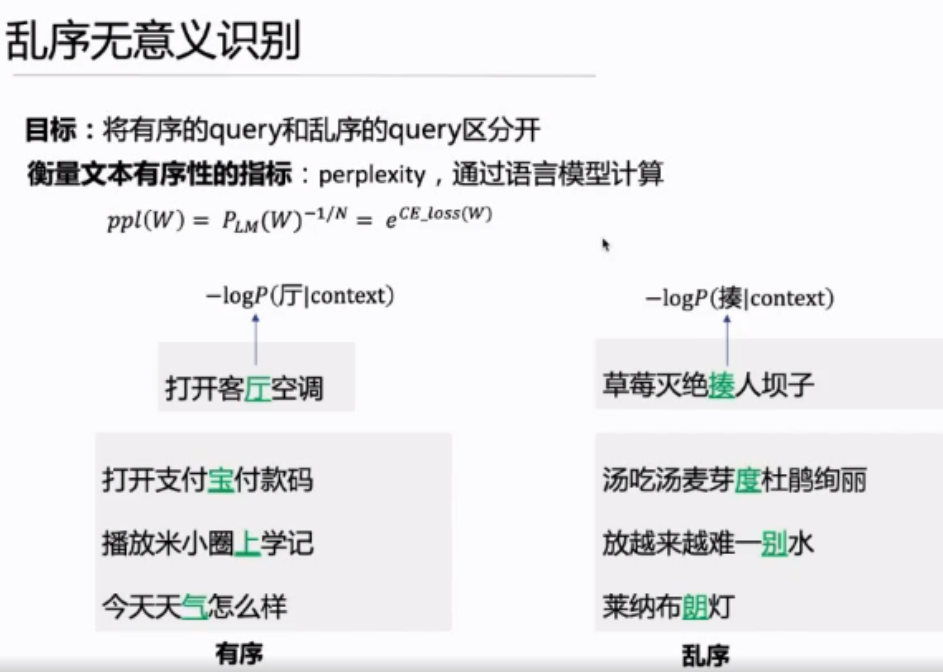 乱序无意义识别
目标：将有序的query和乱序的query区分开
衡量文本有序性的指标：perplexity，通过语言模型计算
ppl(W) = P_{LM}(W)^{-1/N} = e^{CE_loss(W)}
−logP(厅|context)
打开客厅空调
打开支付宝付款码
播放米小圈上学记
今天天气怎么样
有序
−logP(揍|context)
草莓灭绝揍人坝子
汤吃汤麦芽度杜鹃绚丽
放越来越难一别水
莱纳布朗灯
乱序